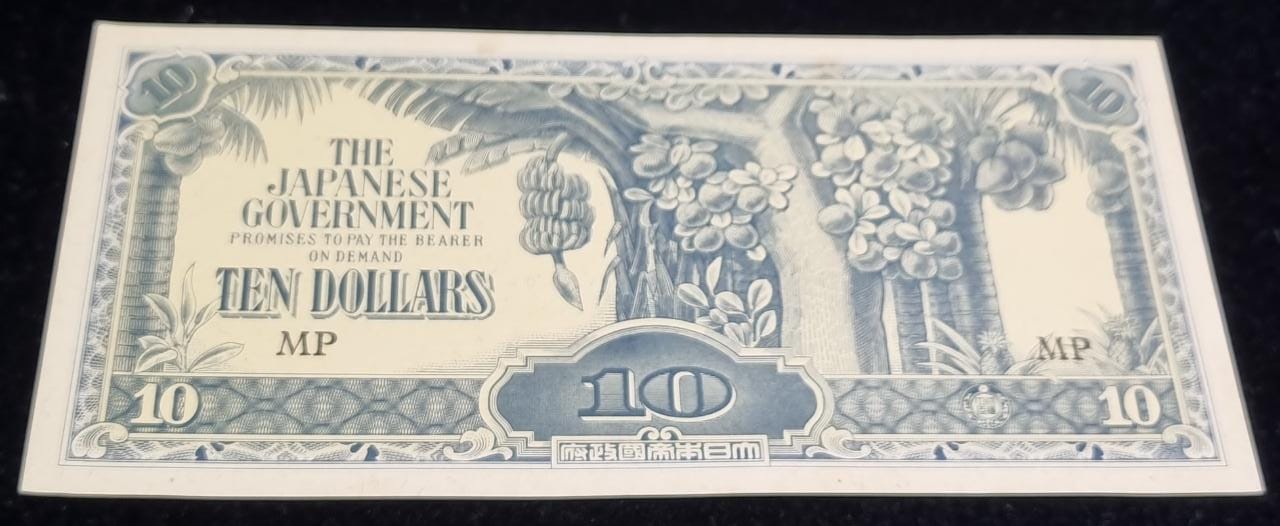 10
10
THE
JAPANESE
GOVERNMENT
PROMISES TO PAY THE BEARER
ON DEMAND
TEN DOLLARS
MP
MP
10
10
10
府政國帝本日大